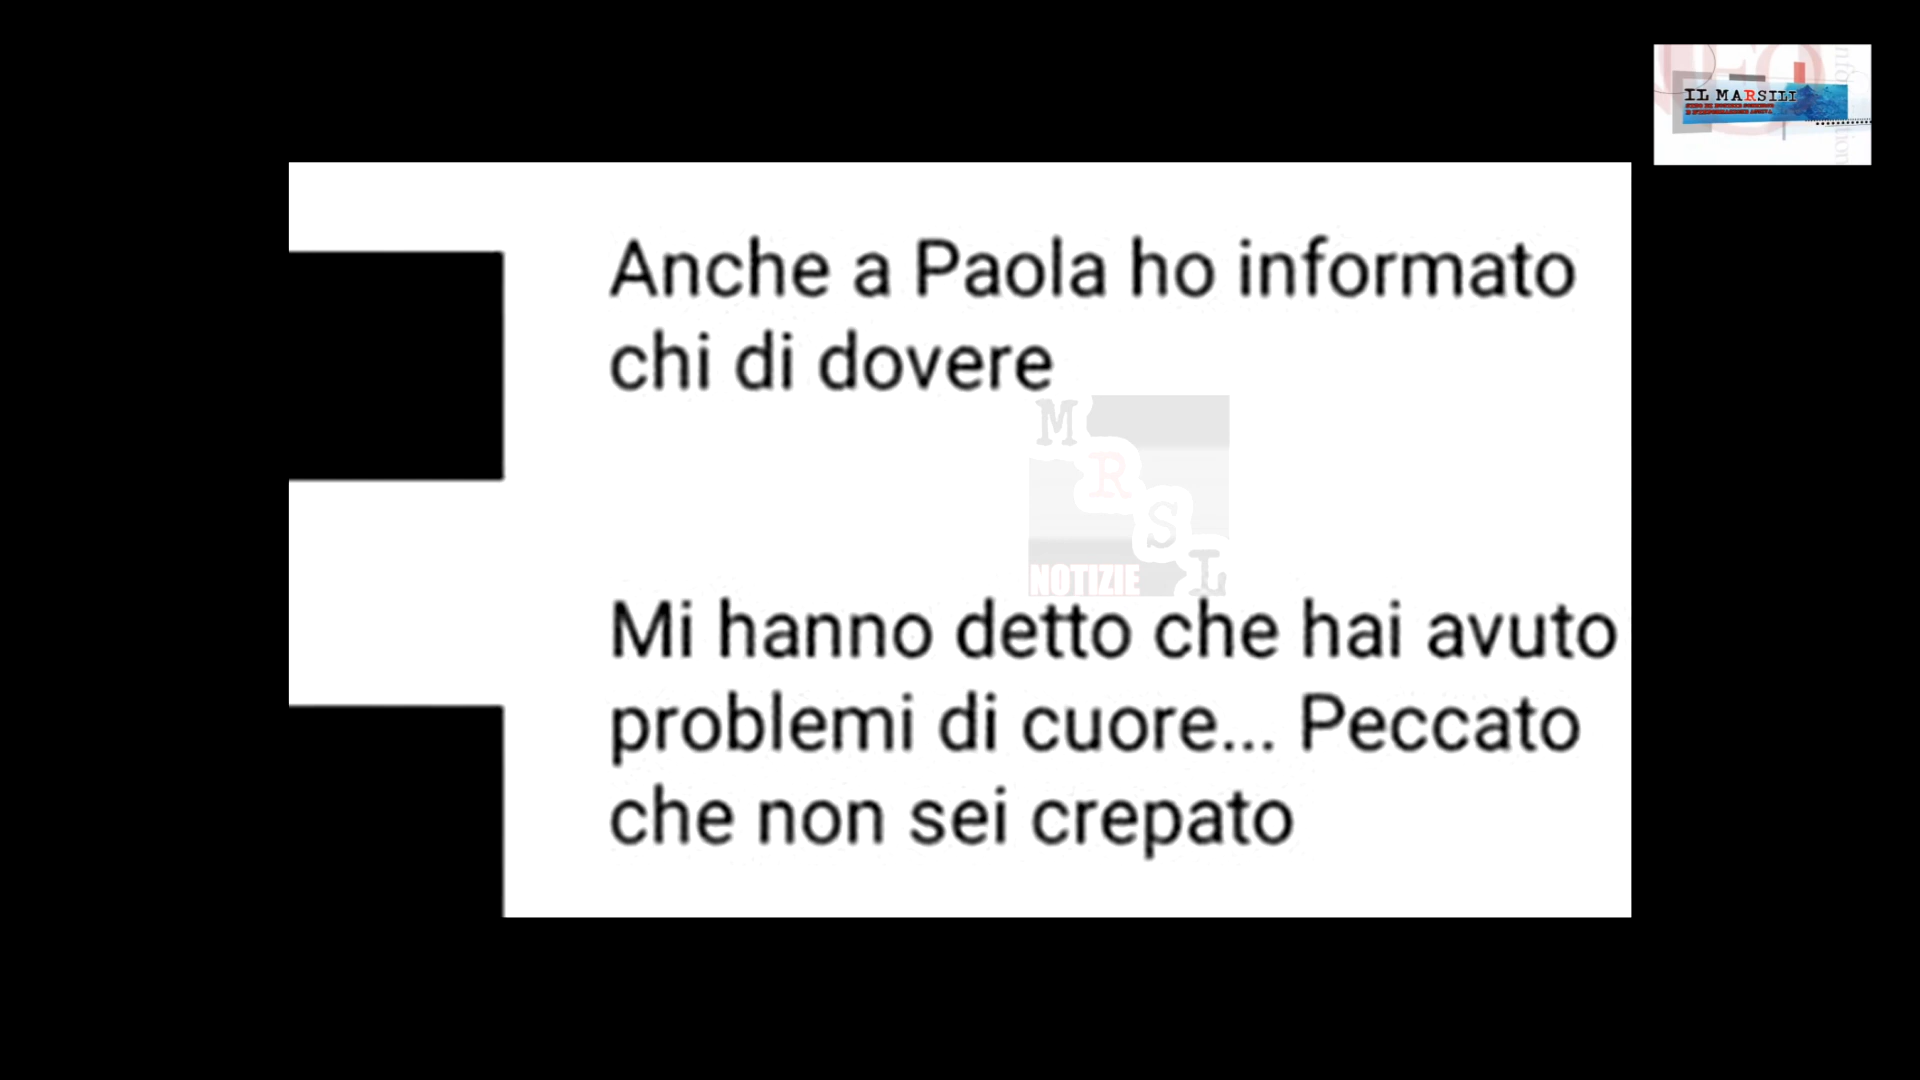 IL MARSILI
Anche a Paola ho informato
chi di dovere
M
R
S
L
NOTIZIE
Mi hanno detto che hai avuto
problemi di cuore... Peccato
che non sei crepato